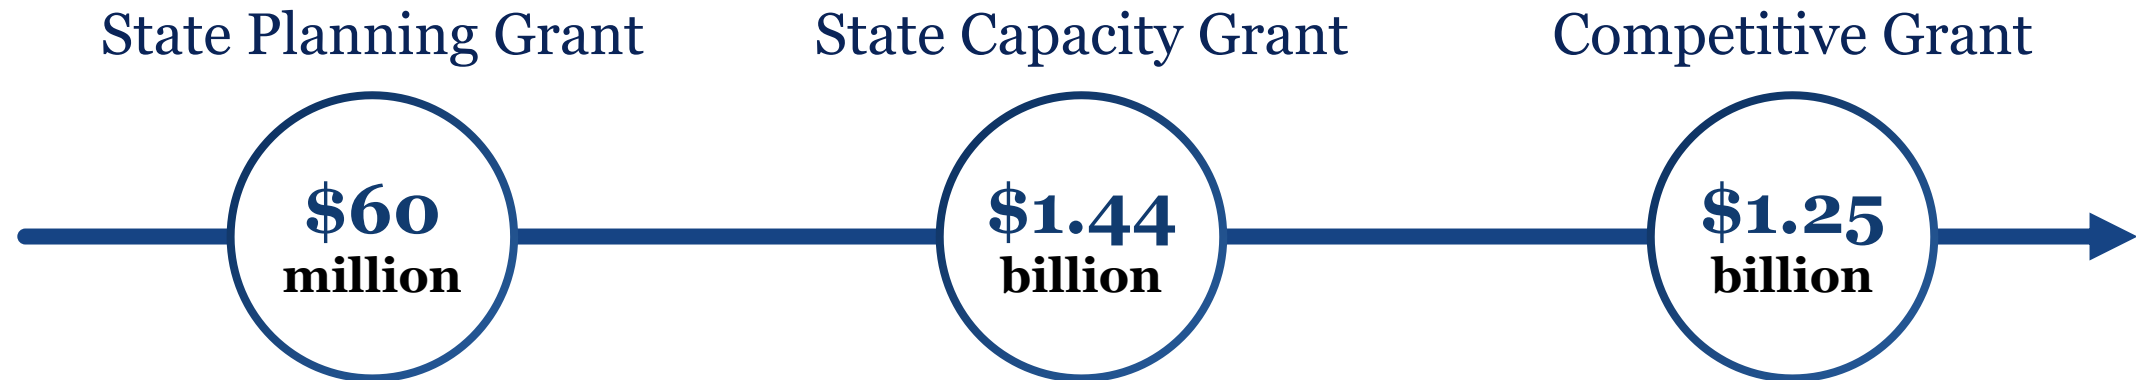 State Planning Grant
State Capacity Grant
Competitive Grant
$60
million
$1.44
billion
$1.25
billion